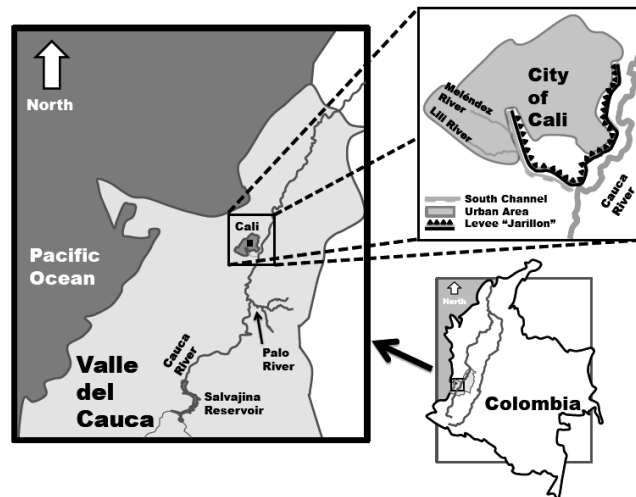 North
Pacific
Ocean
Cali
Cauca
River
Palo
River
Valle
del
Cauca
Salvajina
Reservoir
City
of
Cali
Meléndez
River
Lili River
Cauca
River
South Channel
Urban Area
Levee "Jarillon"
North
Colombia